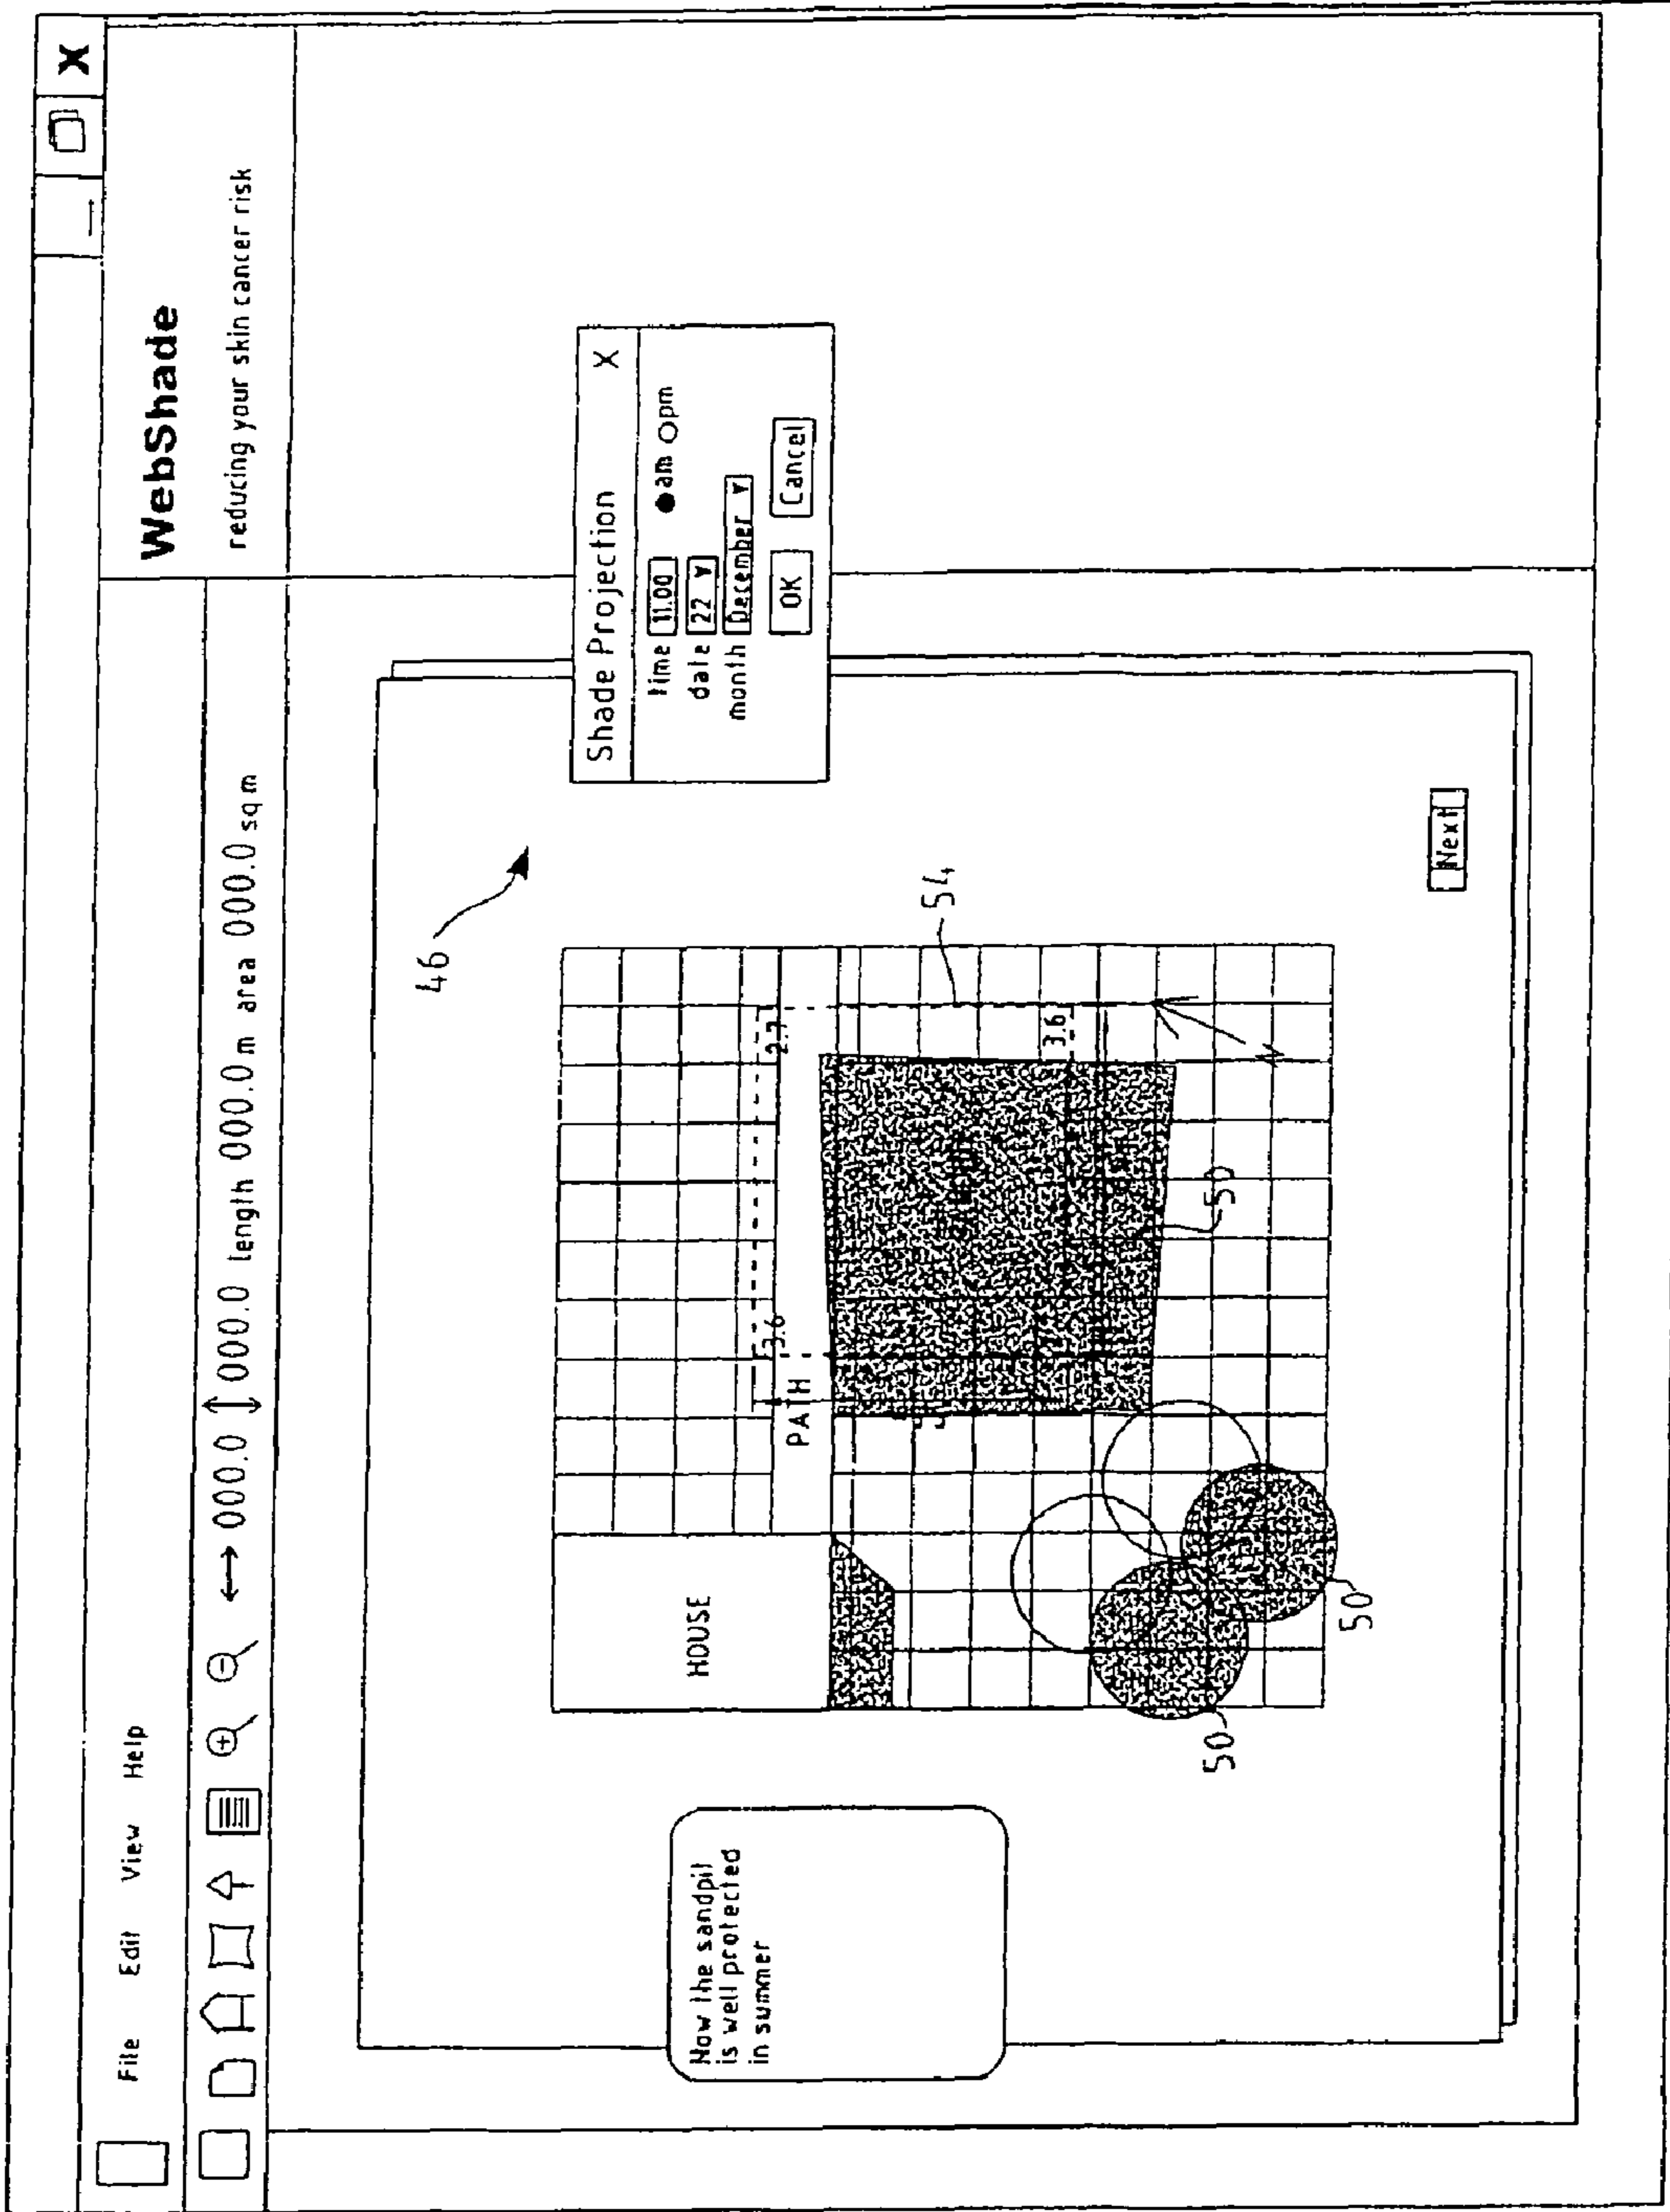 WebShade
File Edit View Help
reducing your skin cancer risk
000.0 000.0 length 000.0 m area 000.0 sqm
46
Shade Projection X
time 11.00 am pm
date 22
month December
OK Cancel
Now the sandpit
is well protected
in summer
HOUSE
PATH
3.6
2.7
54
3.6
50
50
50
N
Next